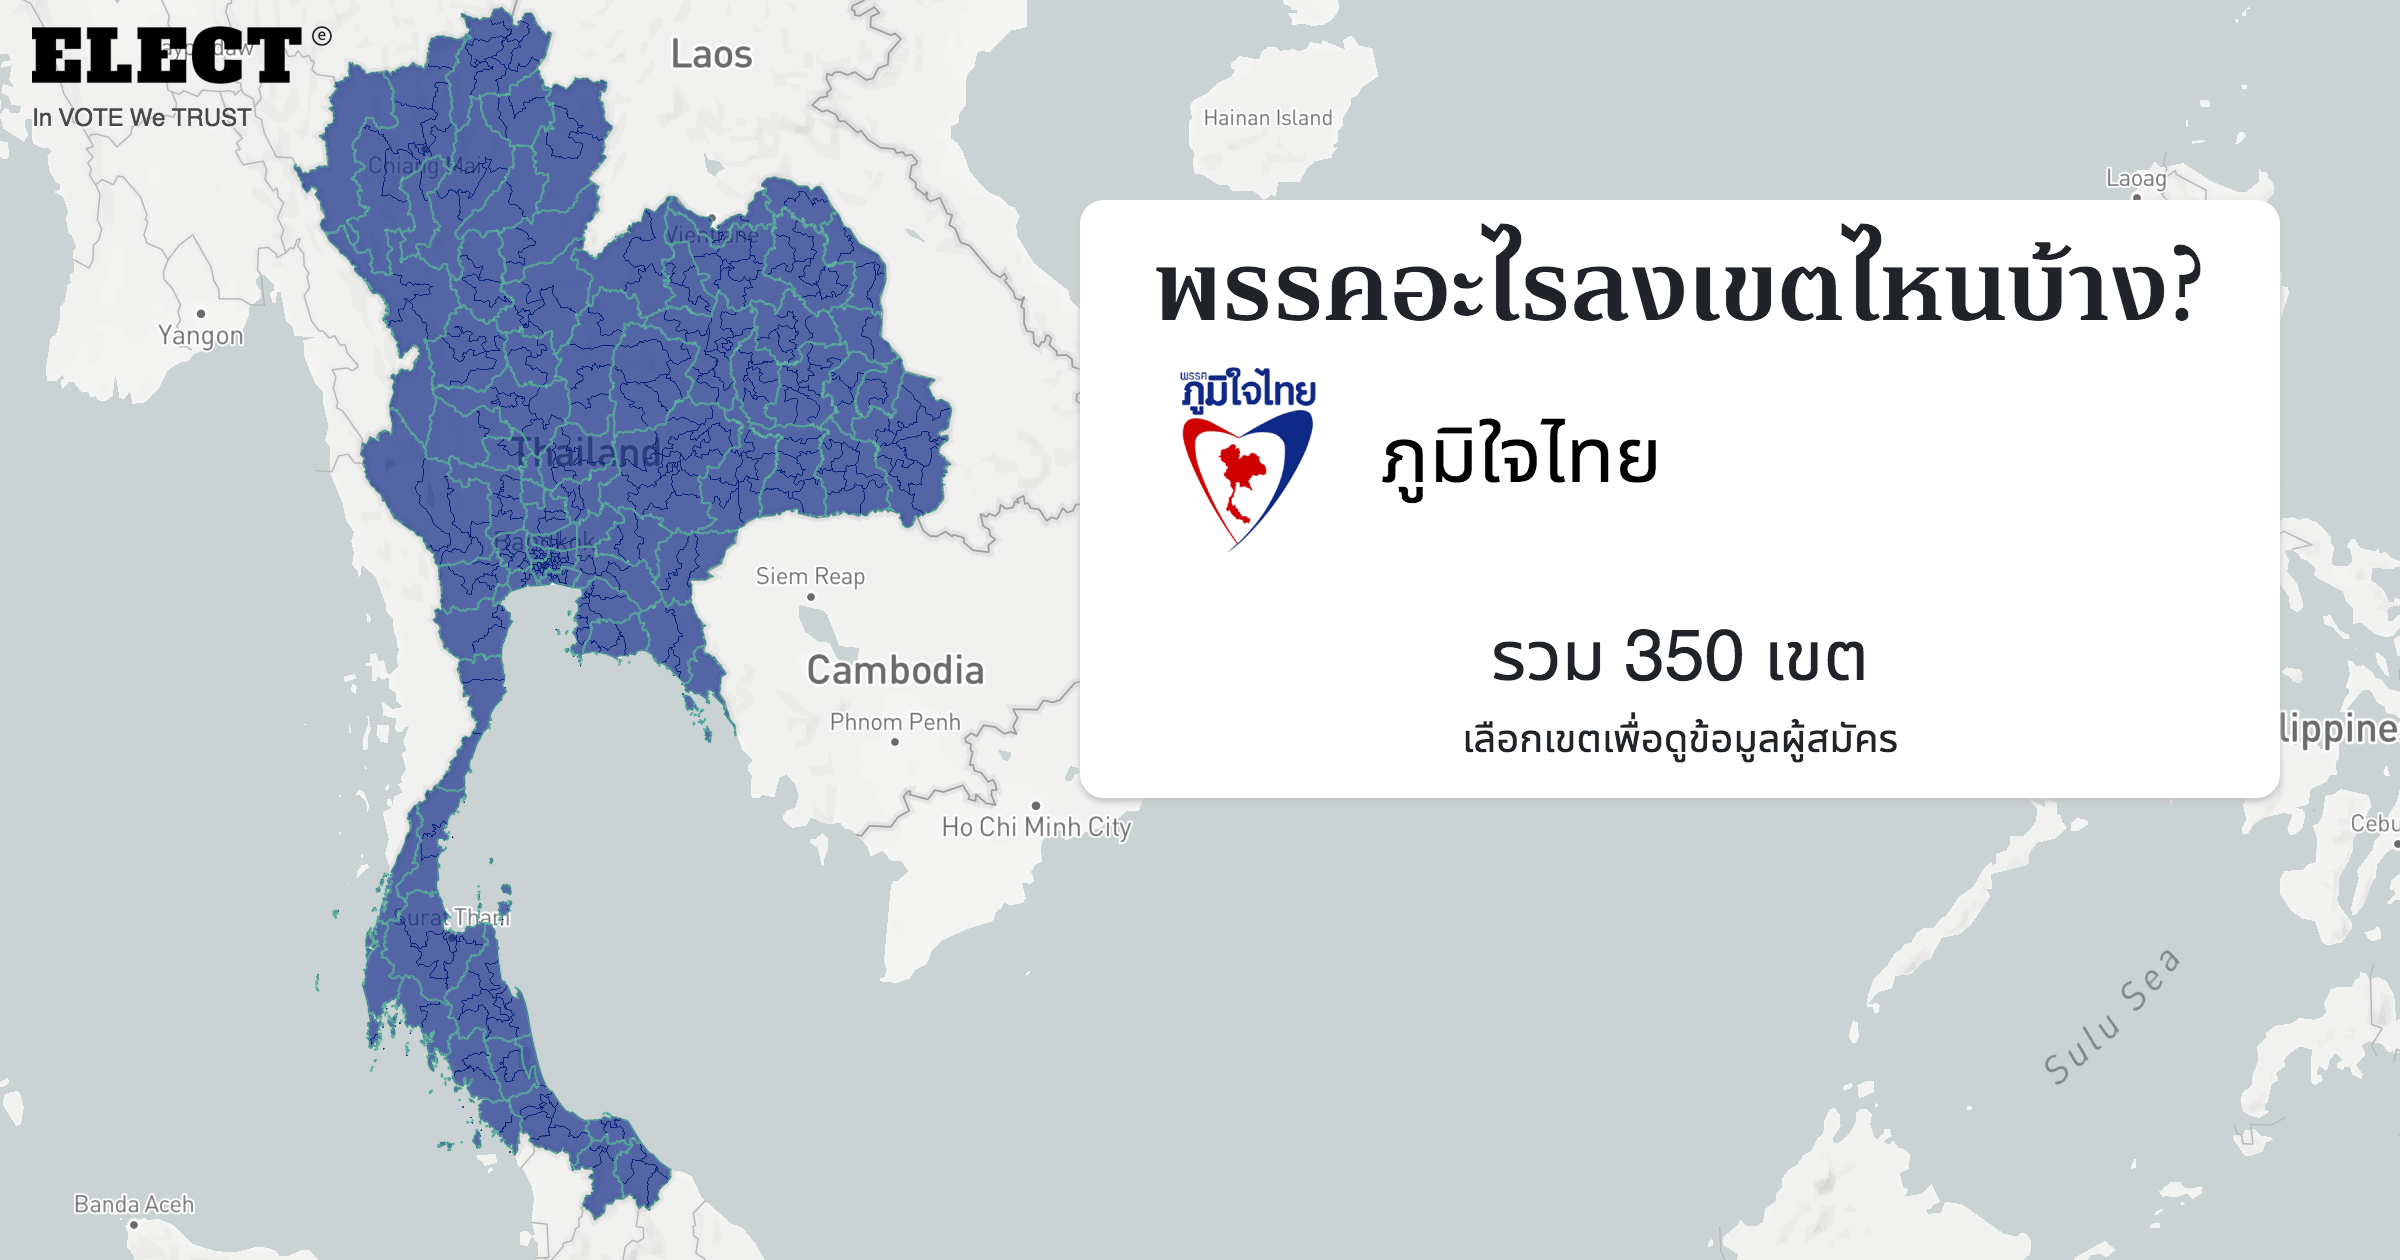 ELECT ⓔ
In VOTE We TRUST
Laos
Hainan Island
Laoag
Chiang Mai
Vientiane
Yangon
พรรคอะไรลงเขตไหนบ้าง?
พรรค
ภูมิใจไทย
ภูมิใจไทย
Thailand
Bangkok
Siem Reap
Cambodia
รวม 350 เขต
Phnom Penh
เลือกเขตเพื่อดูข้อมูลผู้สมัคร
lippine
Ho Chi Minh City
Cebu
Surat Thani
Sulu Sea
Banda Aceh